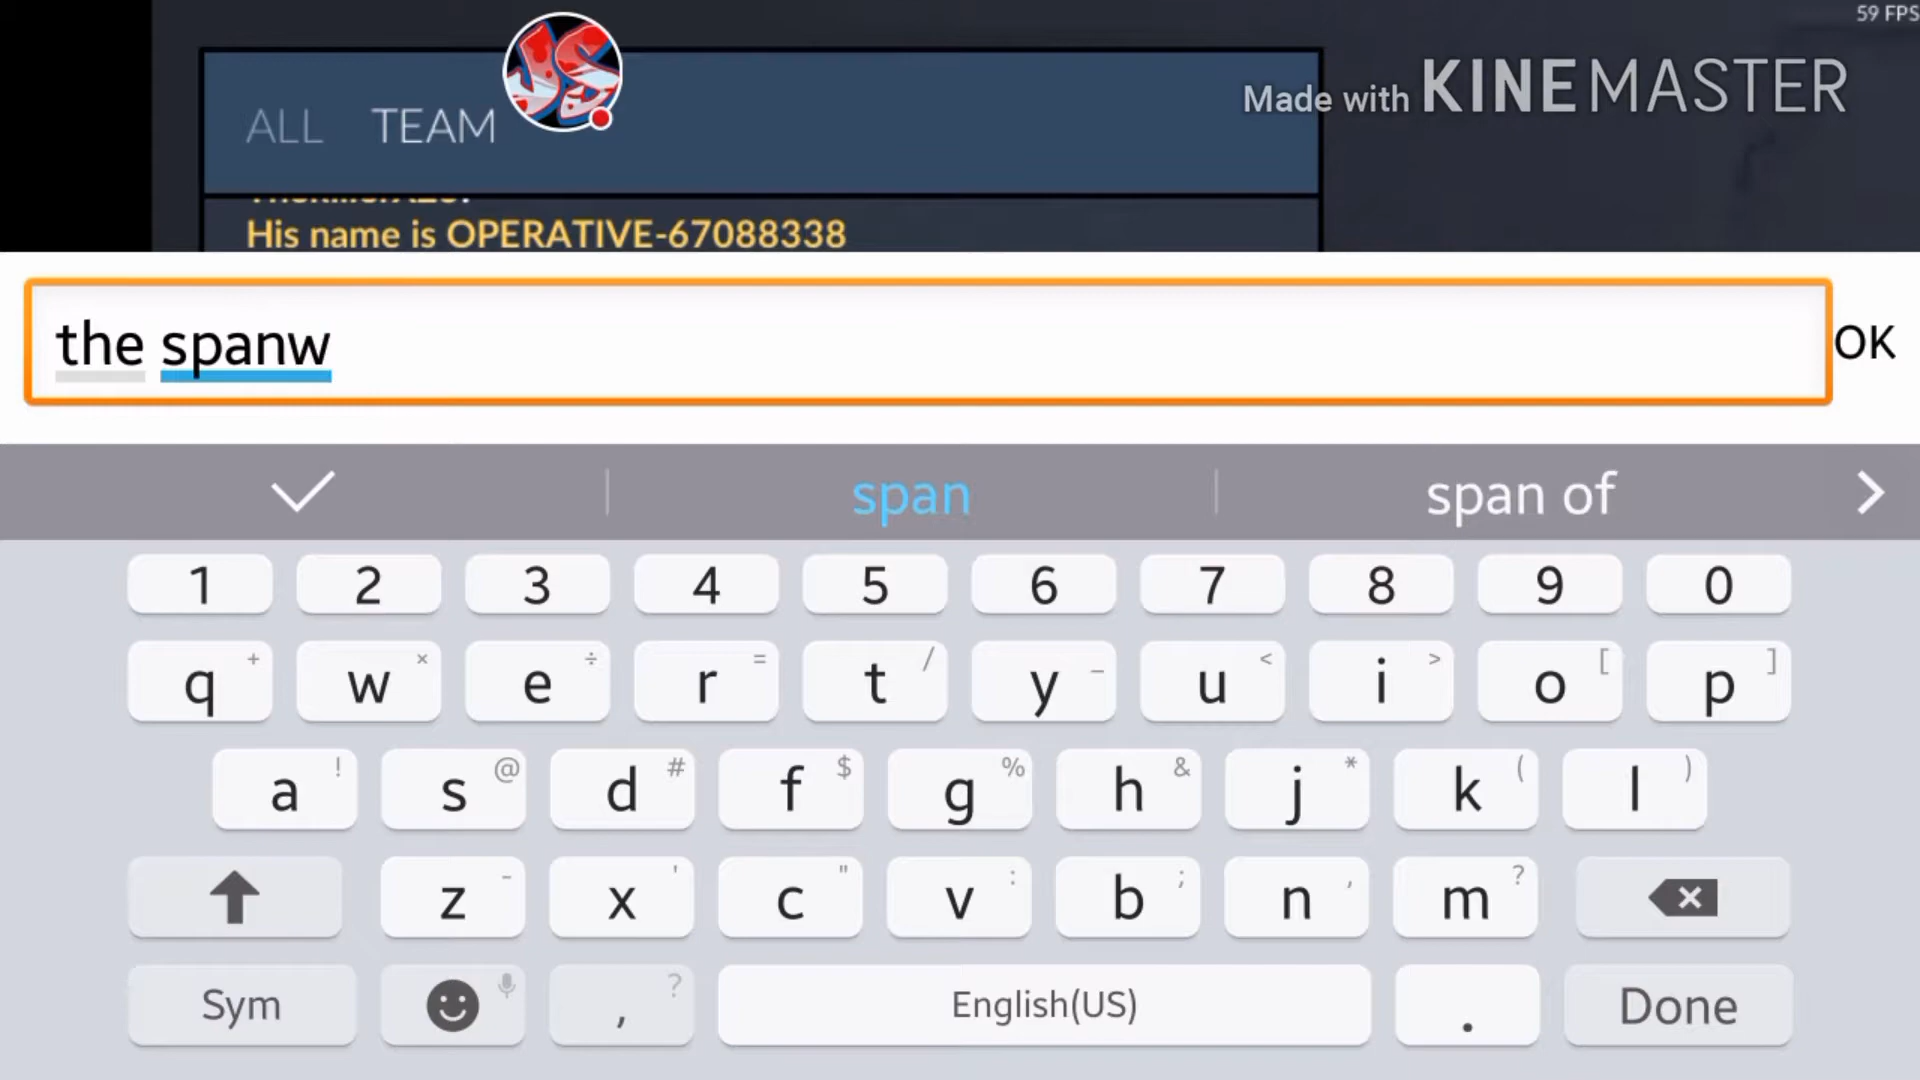 59 FPS
Made with KINEMASTER
ALL TEAM
His name is OPERATIVE-67088338
the spanw
OK
span
span of
1 2 3 4 5 6 7 8 9 0
q + w × e ÷ r = t / y _ u < i > o [ p ]
a ! s @ d # f $ g % h & j * k ( l )
z - x ' c " v : b ; n , m ?
Sym , ? English(US) . Done